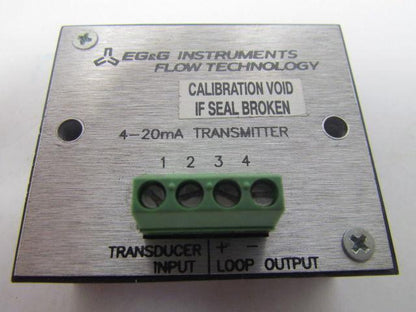 EG&G INSTRUMENTS
FLOW TECHNOLOGY
CALIBRATION VOID
IF SEAL BROKEN
4-20mA TRANSMITTER
1 2 3 4
TRANSDUCER + -
INPUT LOOP OUTPUT